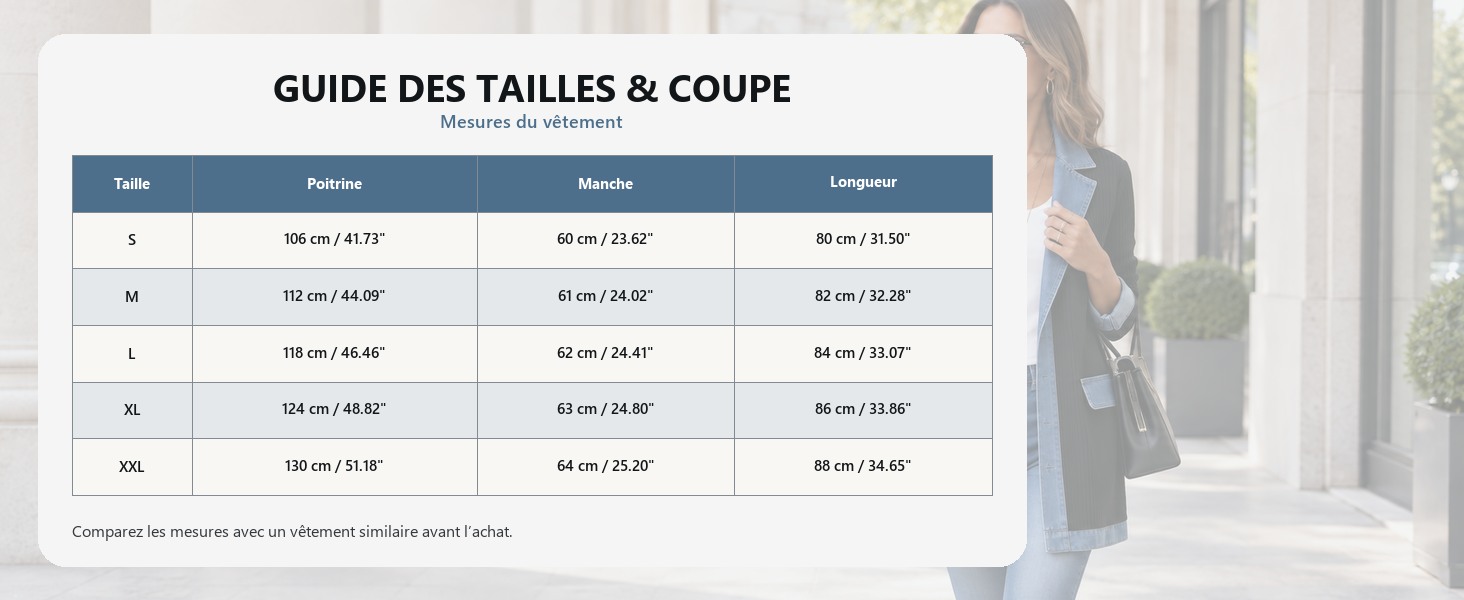 GUIDE DES TAILLES & COUPE
Mesures du vêtement
Taille Poitrine Manche Longueur
S 106 cm / 41.73" 60 cm / 23.62" 80 cm / 31.50"
M 112 cm / 44.09" 61 cm / 24.02" 82 cm / 32.28"
L 118 cm / 46.46" 62 cm / 24.41" 84 cm / 33.07"
XL 124 cm / 48.82" 63 cm / 24.80" 86 cm / 33.86"
XXL 130 cm / 51.18" 64 cm / 25.20" 88 cm / 34.65"
Comparez les mesures avec un vêtement similaire avant l’achat.